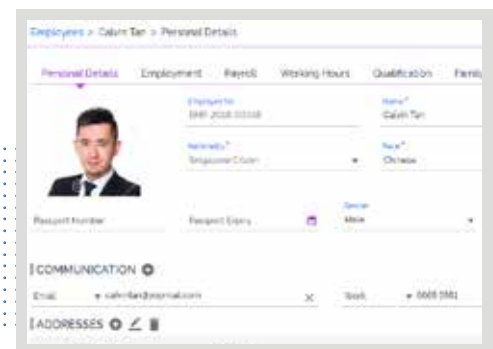 Employees > Calvin Tan > Personal Details
Personal Details Employment Payroll Working Hours Qualification Family
Employee No Name *
Calvin Tan
Nationality * Race *
Singapore Citizen Chinese
Gender
Passport Number Passport Expiry Male
COMMUNICATION
Email Work
ADDRESSES